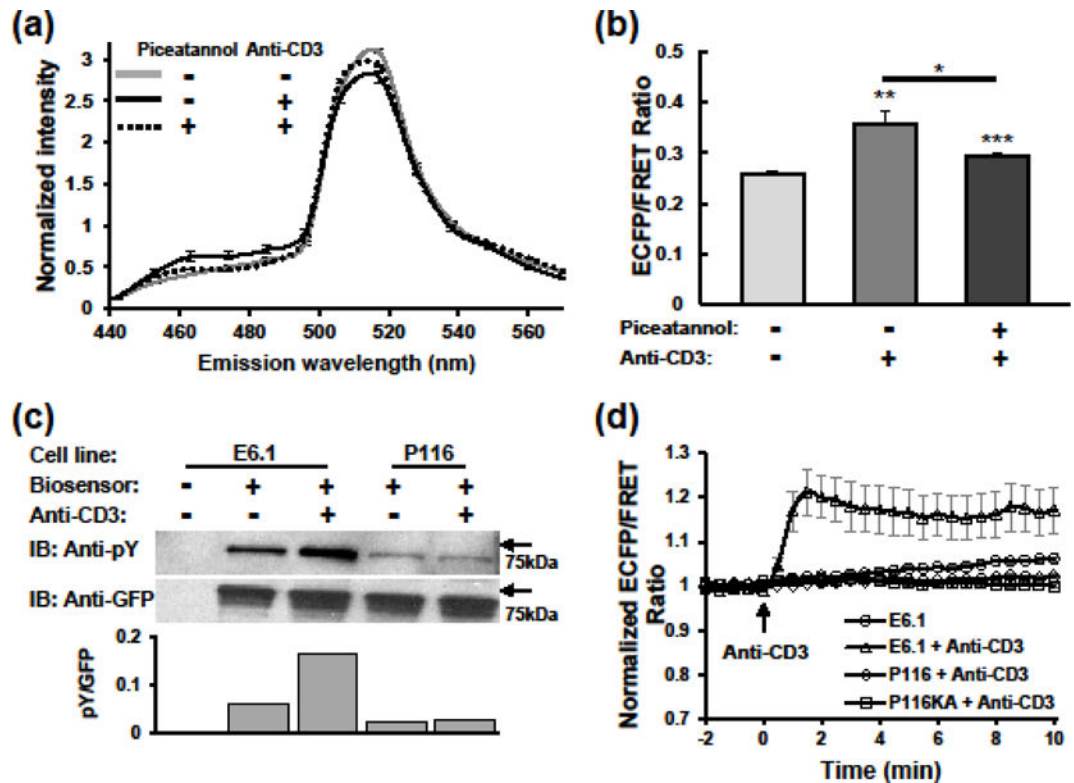 (a)
Piceatannol Anti-CD3
- -
- +
+ +
Normalized intensity
3
2.5
2
1.5
1
0.5
0
440 460 480 500 520 540 560
Emission wavelength (nm)
(b)
ECFP/FRET Ratio
0.5
0.4
0.3
0.2
0.1
0
**
*
***
Piceatannol: - - +
Anti-CD3: - + +
(c)
Cell line: E6.1 P116
Biosensor: - + + + +
Anti-CD3: - - + - +
IB: Anti-pY
75kDa
IB: Anti-GFP
75kDa
pY/GFP
0.2
0.1
0
(d)
Normalized ECFP/FRET
Ratio
1.3
1.2
1.1
1
0.9
0.8
0.7
Anti-CD3
E6.1
E6.1 + Anti-CD3
P116 + Anti-CD3
P116KA + Anti-CD3
-2 0 2 4 6 8 10
Time (min)